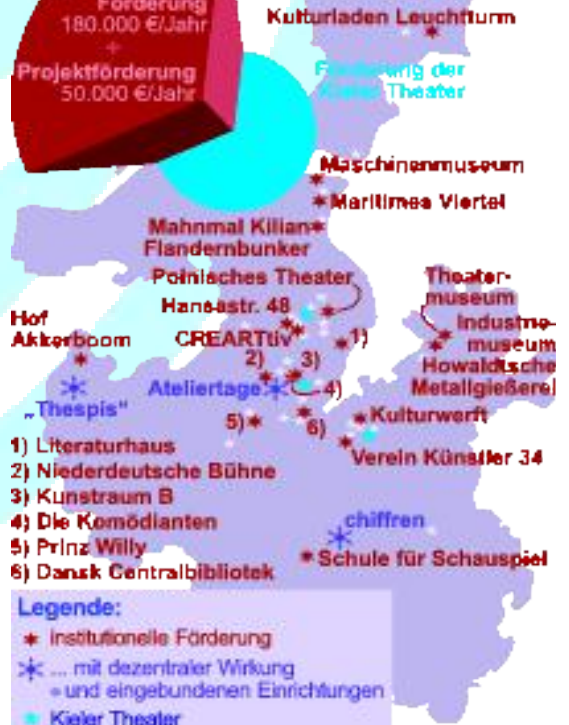 Förderung
180.000 €/Jahr
+
Projektförderung
50.000 €/Jahr
Kulturladen Leuchtturm
Förderung der
Kieler Theater
Maschinenmuseum
Maritimes Viertel
Mahnmal Kilian
Flandernbunker
Polnisches Theater
Hansastr. 48
CREARTtiv
Theater-
museum
Industrie-
museum
Howaldtsche
Metallgießerei
Hof
Akkerboom
1)
2)
3)
Ateliertage
4)
„Thespis"
5)
6)
Kulturwerft
Verein Künstler 34
1) Literaturhaus
2) Niederdeutsche Bühne
3) Kunstraum B
4) Die Komödianten
5) Prinz Willy
6) Dansk Centralbibliotek
chiffren
Schule für Schauspiel
Legende:
institutionelle Förderung
... mit dezentraler Wirkung
und eingebundenen Einrichtungen
Kieler Theater